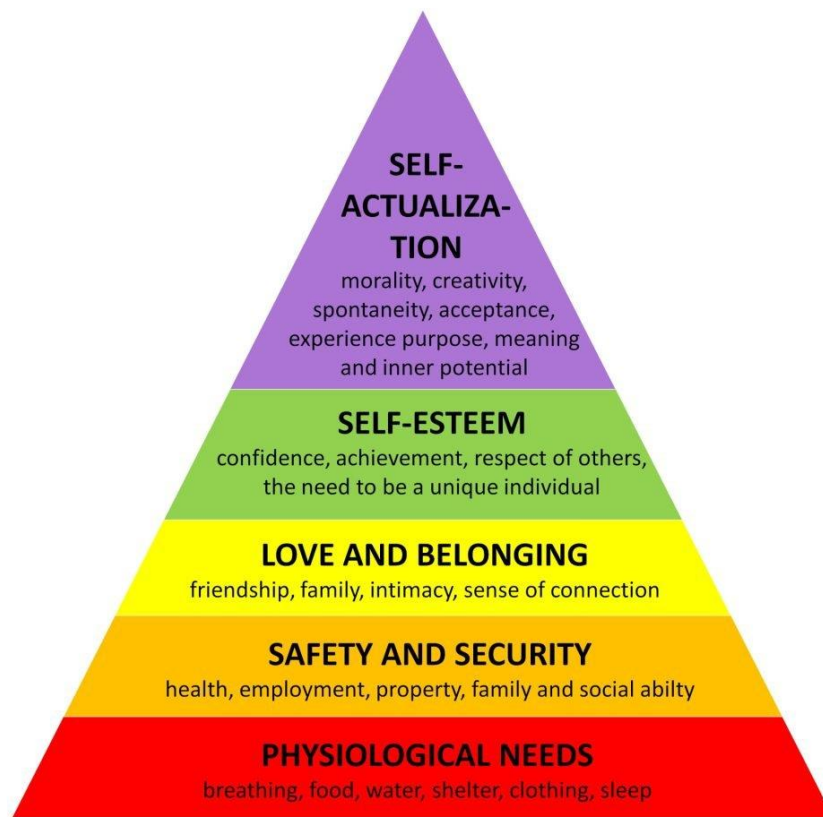 SELF-
ACTUALIZA-
TION
morality, creativity,
spontaneity, acceptance,
experience purpose, meaning
and inner potential
SELF-ESTEEM
confidence, achievement, respect of others,
the need to be a unique individual
LOVE AND BELONGING
friendship, family, intimacy, sense of connection
SAFETY AND SECURITY
health, employment, property, family and social abilty
PHYSIOLOGICAL NEEDS
breathing, food, water, shelter, clothing, sleep